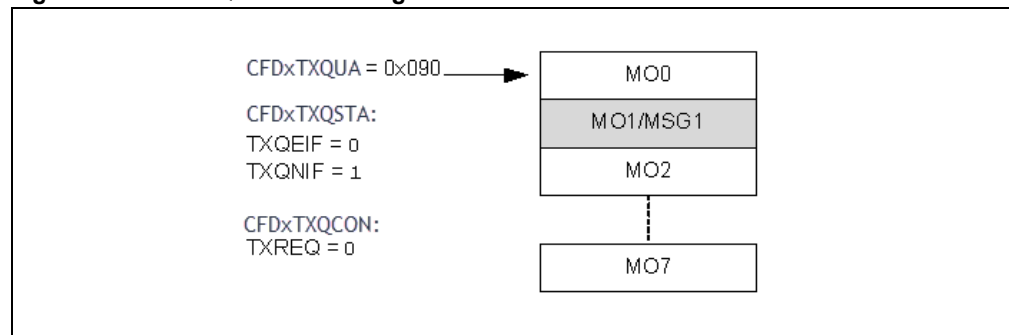 CFDxTXQUA = 0x090
CFDxTXQSTA:
TXQEIF = 0
TXQNIF = 1
CFDxTXQCON:
TXREQ = 0
MO0
MO1/MSG1
MO2
MO7